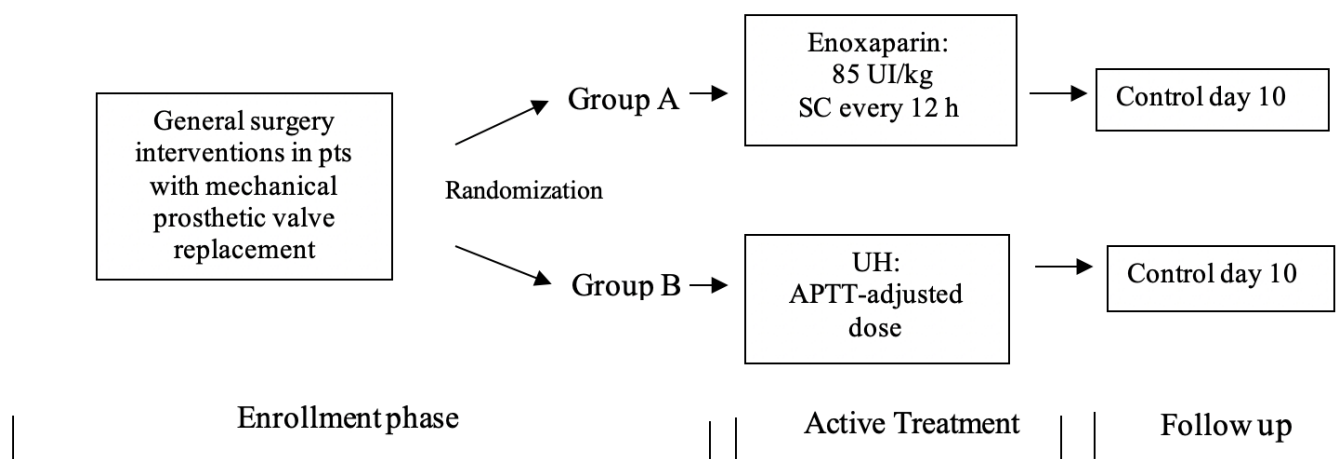 General surgery
interventions in pts
with mechanical
prosthetic valve
replacement
Randomization
Group A
Enoxaparin:
85 UI/kg
SC every 12 h
Control day 10
Group B
UH:
APTT-adjusted
dose
Control day 10
Enrollment phase
Active Treatment
Follow up